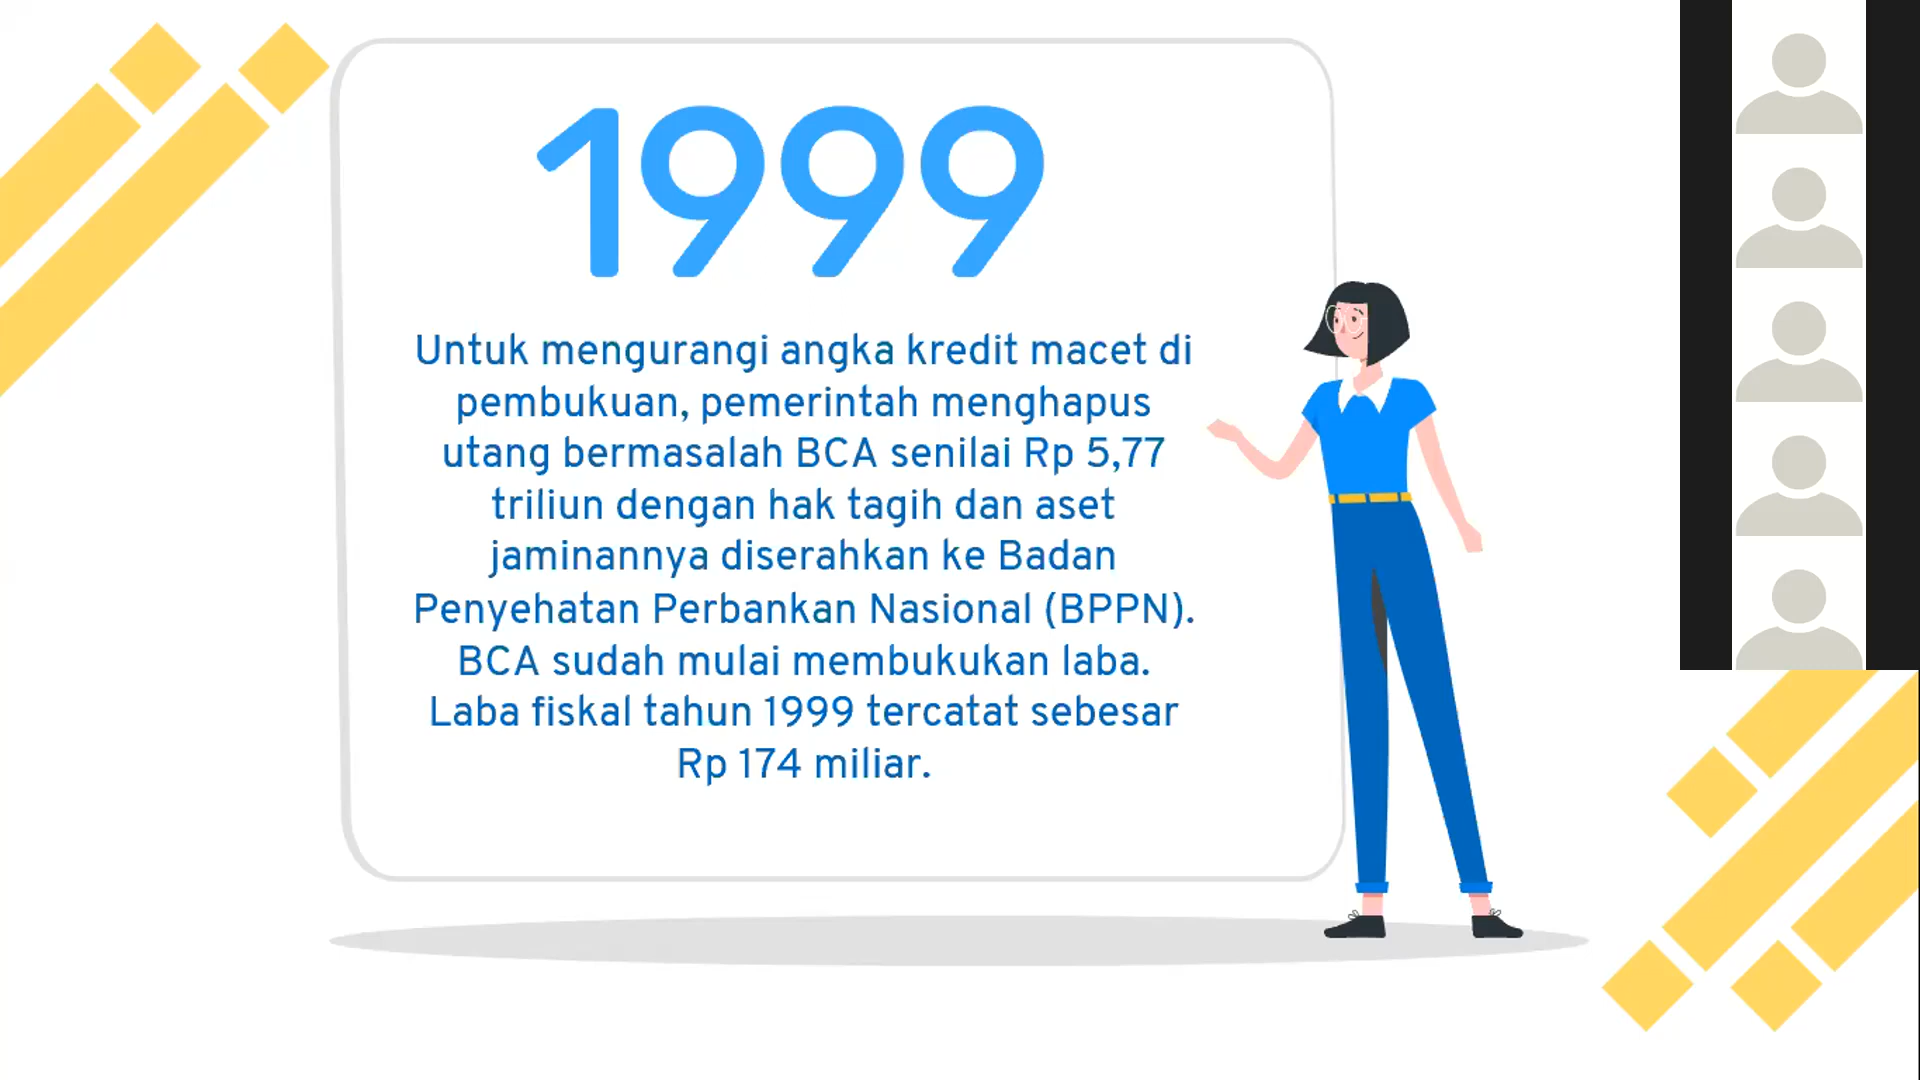 1999
Untuk mengurangi angka kredit macet di
pembukuan, pemerintah menghapus
utang bermasalah BCA senilai Rp 5,77
triliun dengan hak tagih dan aset
jaminannya diserahkan ke Badan
Penyehatan Perbankan Nasional (BPPN).
BCA sudah mulai membukukan laba.
Laba fiskal tahun 1999 tercatat sebesar
Rp 174 miliar.